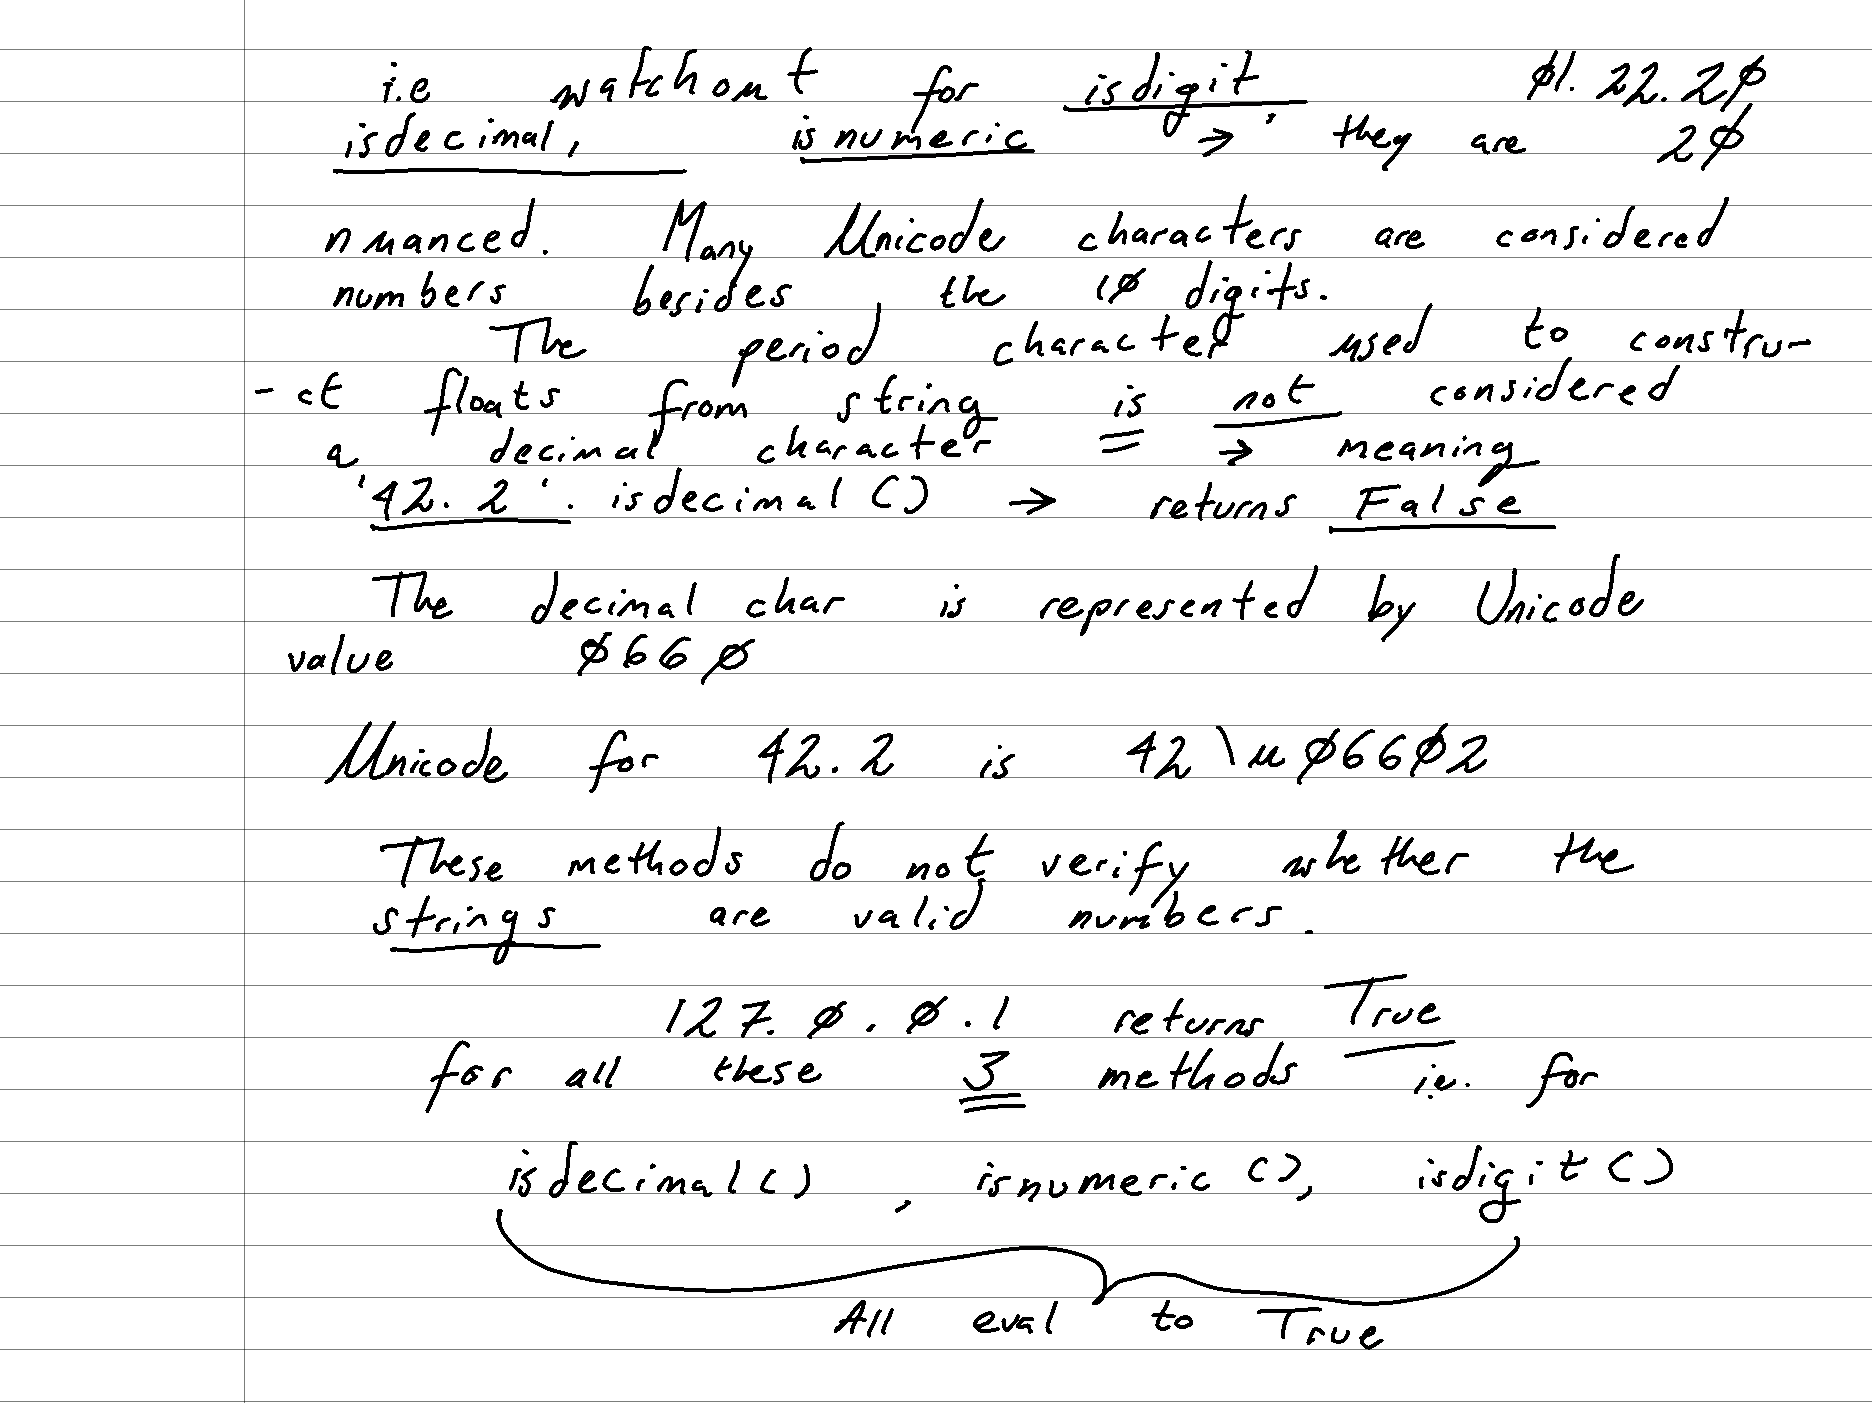 i.e watchout for isdigit, Ø1.22.2Ø
isdecimal, isnumeric → they are 2Ø
nuanced. Many Unicode characters are considered
numbers besides the 1Ø digits.
The period character used to constru-
-ct floats from string is not considered
a decimal character → meaning
'42.2'.isdecimal() → returns False
The decimal char is represented by Unicode
value Ø66Ø
Unicode for 42.2 is 42\uØ66Ø2
These methods do not verify whether the
strings are valid numbers.
127.Ø.Ø.1 returns True
for all these 3 methods i.e. for
isdecimal(), isnumeric(), isdigit()
All eval to True